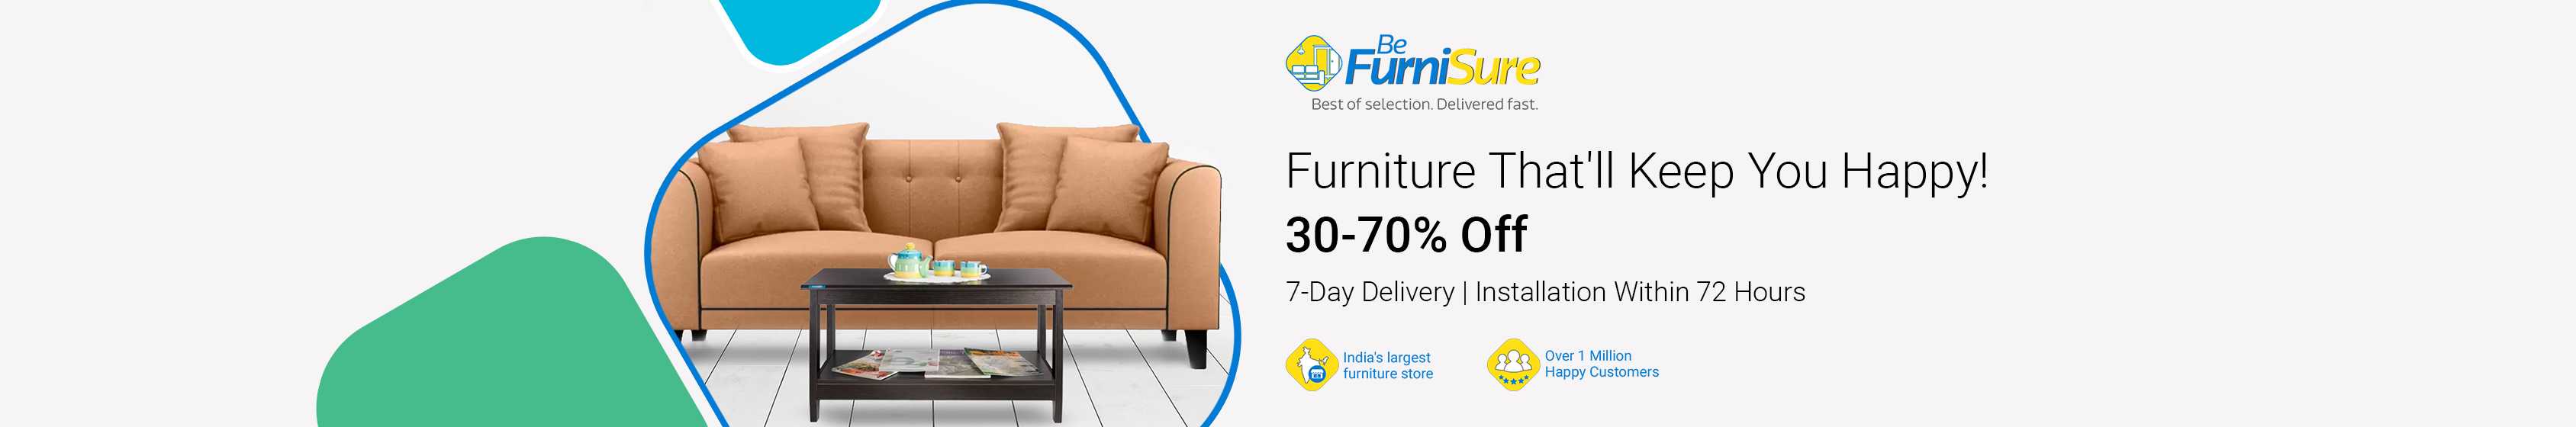 Be
FurniSure
Best of selection. Delivered fast.
Furniture That'll Keep You Happy!
30-70% Off
7-Day Delivery | Installation Within 72 Hours
India's largest
furniture store
Over 1 Million
Happy Customers